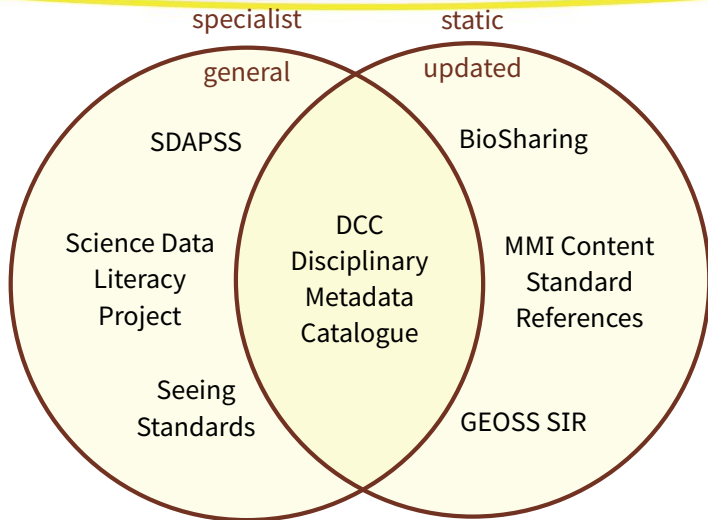 specialist
static
general
updated
SDAPSS
BioSharing
Science Data
Literacy
Project
DCC
Disciplinary
Metadata
Catalogue
MMI Content
Standard
References
Seeing
Standards
GEOSS SIR